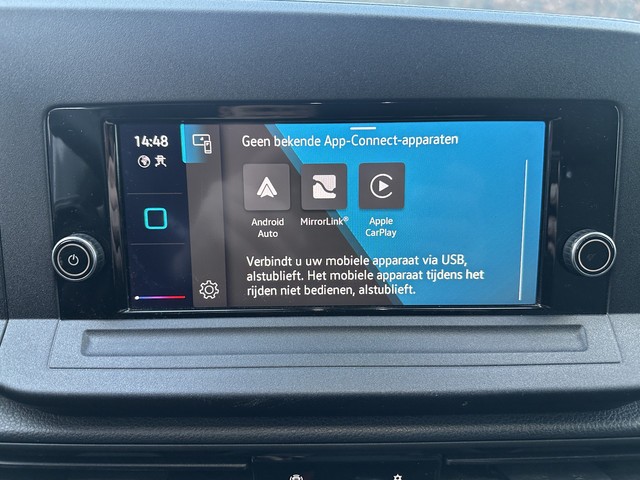 14:48
Geen bekende App-Connect-apparaten
Android
Auto
MirrorLink®
Apple
CarPlay
Verbindt u uw mobiele apparaat via USB,
alstublieft. Het mobiele apparaat tijdens het
rijden niet bedienen, alstublieft.